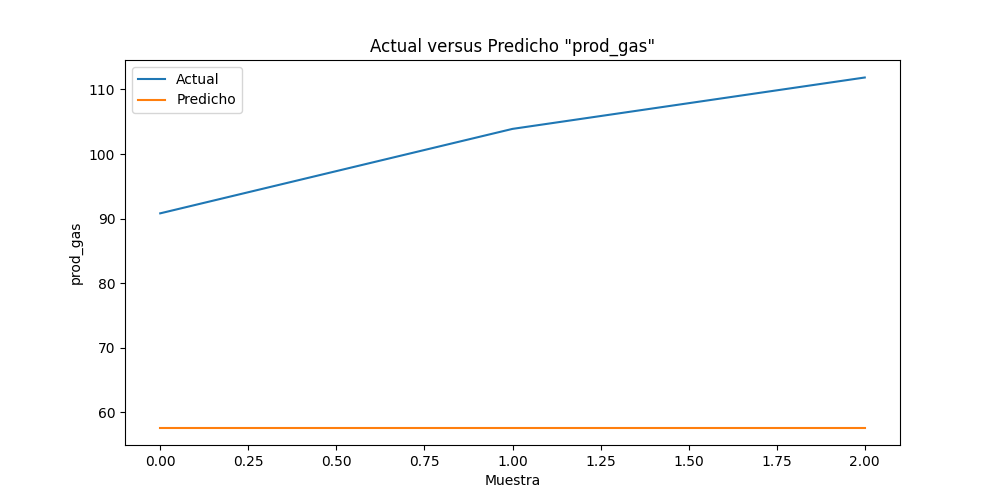 Actual versus Predicho "prod_gas"
Actual
Predicho
prod_gas
110
100
90
80
70
60
0.00 0.25 0.50 0.75 1.00 1.25 1.50 1.75 2.00
Muestra